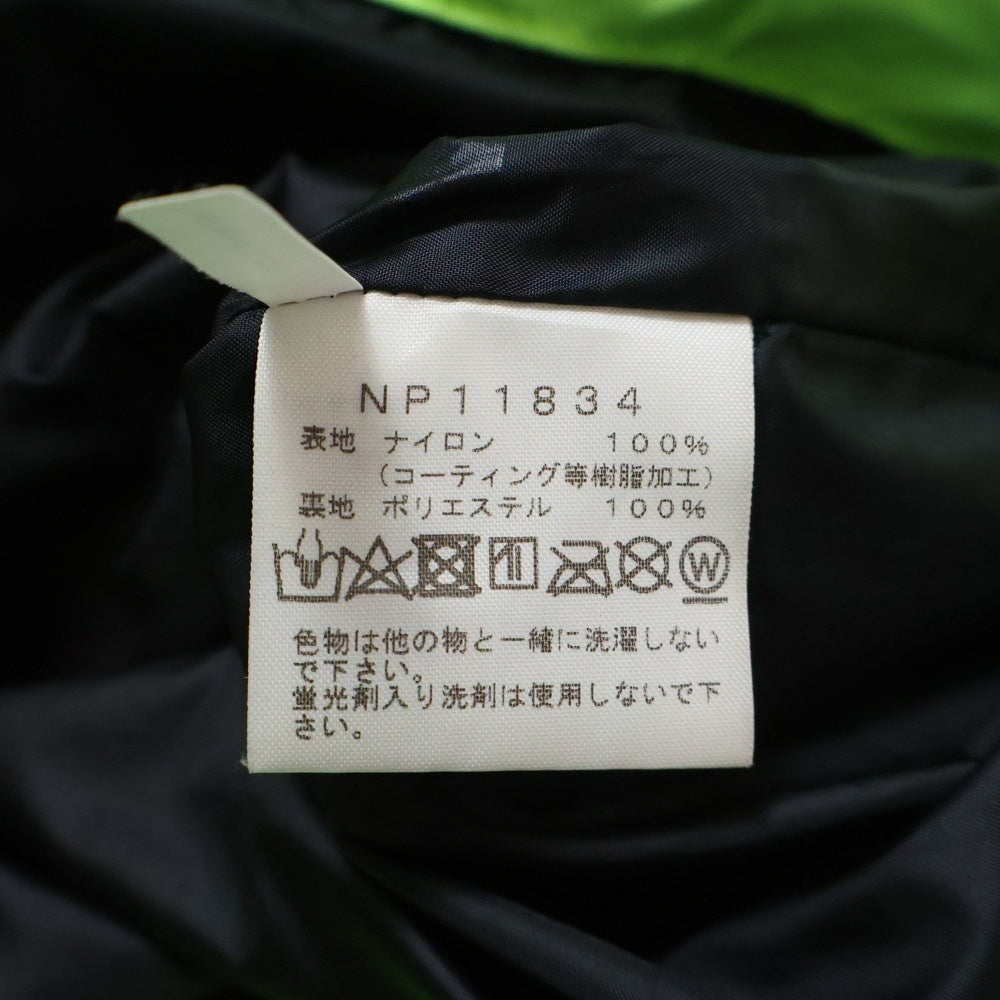 NP11834
表地 ナイロン 100%
(コーティング等樹脂加工)
裏地 ポリエステル 100%
W
色物は他の物と一緒に洗濯しない
で下さい。
蛍光剤入り洗剤は使用しないで下
さい。